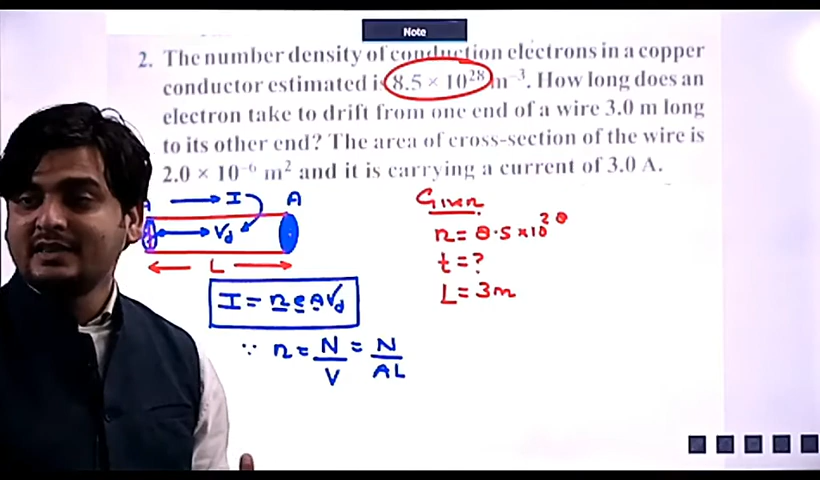 Note
2. The number density of conduction electrons in a copper
conductor estimated is 8.5 × 10²⁸ m⁻³. How long does an
electron take to drift from one end of a wire 3.0 m long
to its other end? The area of cross-section of the wire is
2.0 × 10⁻⁶ m² and it is carrying a current of 3.0 A.
A → I A
Vd
← L →
I = n e A Vd
∵ n = N/V = N/AL
Given
n = 8.5 × 10²⁸
t = ?
L = 3m